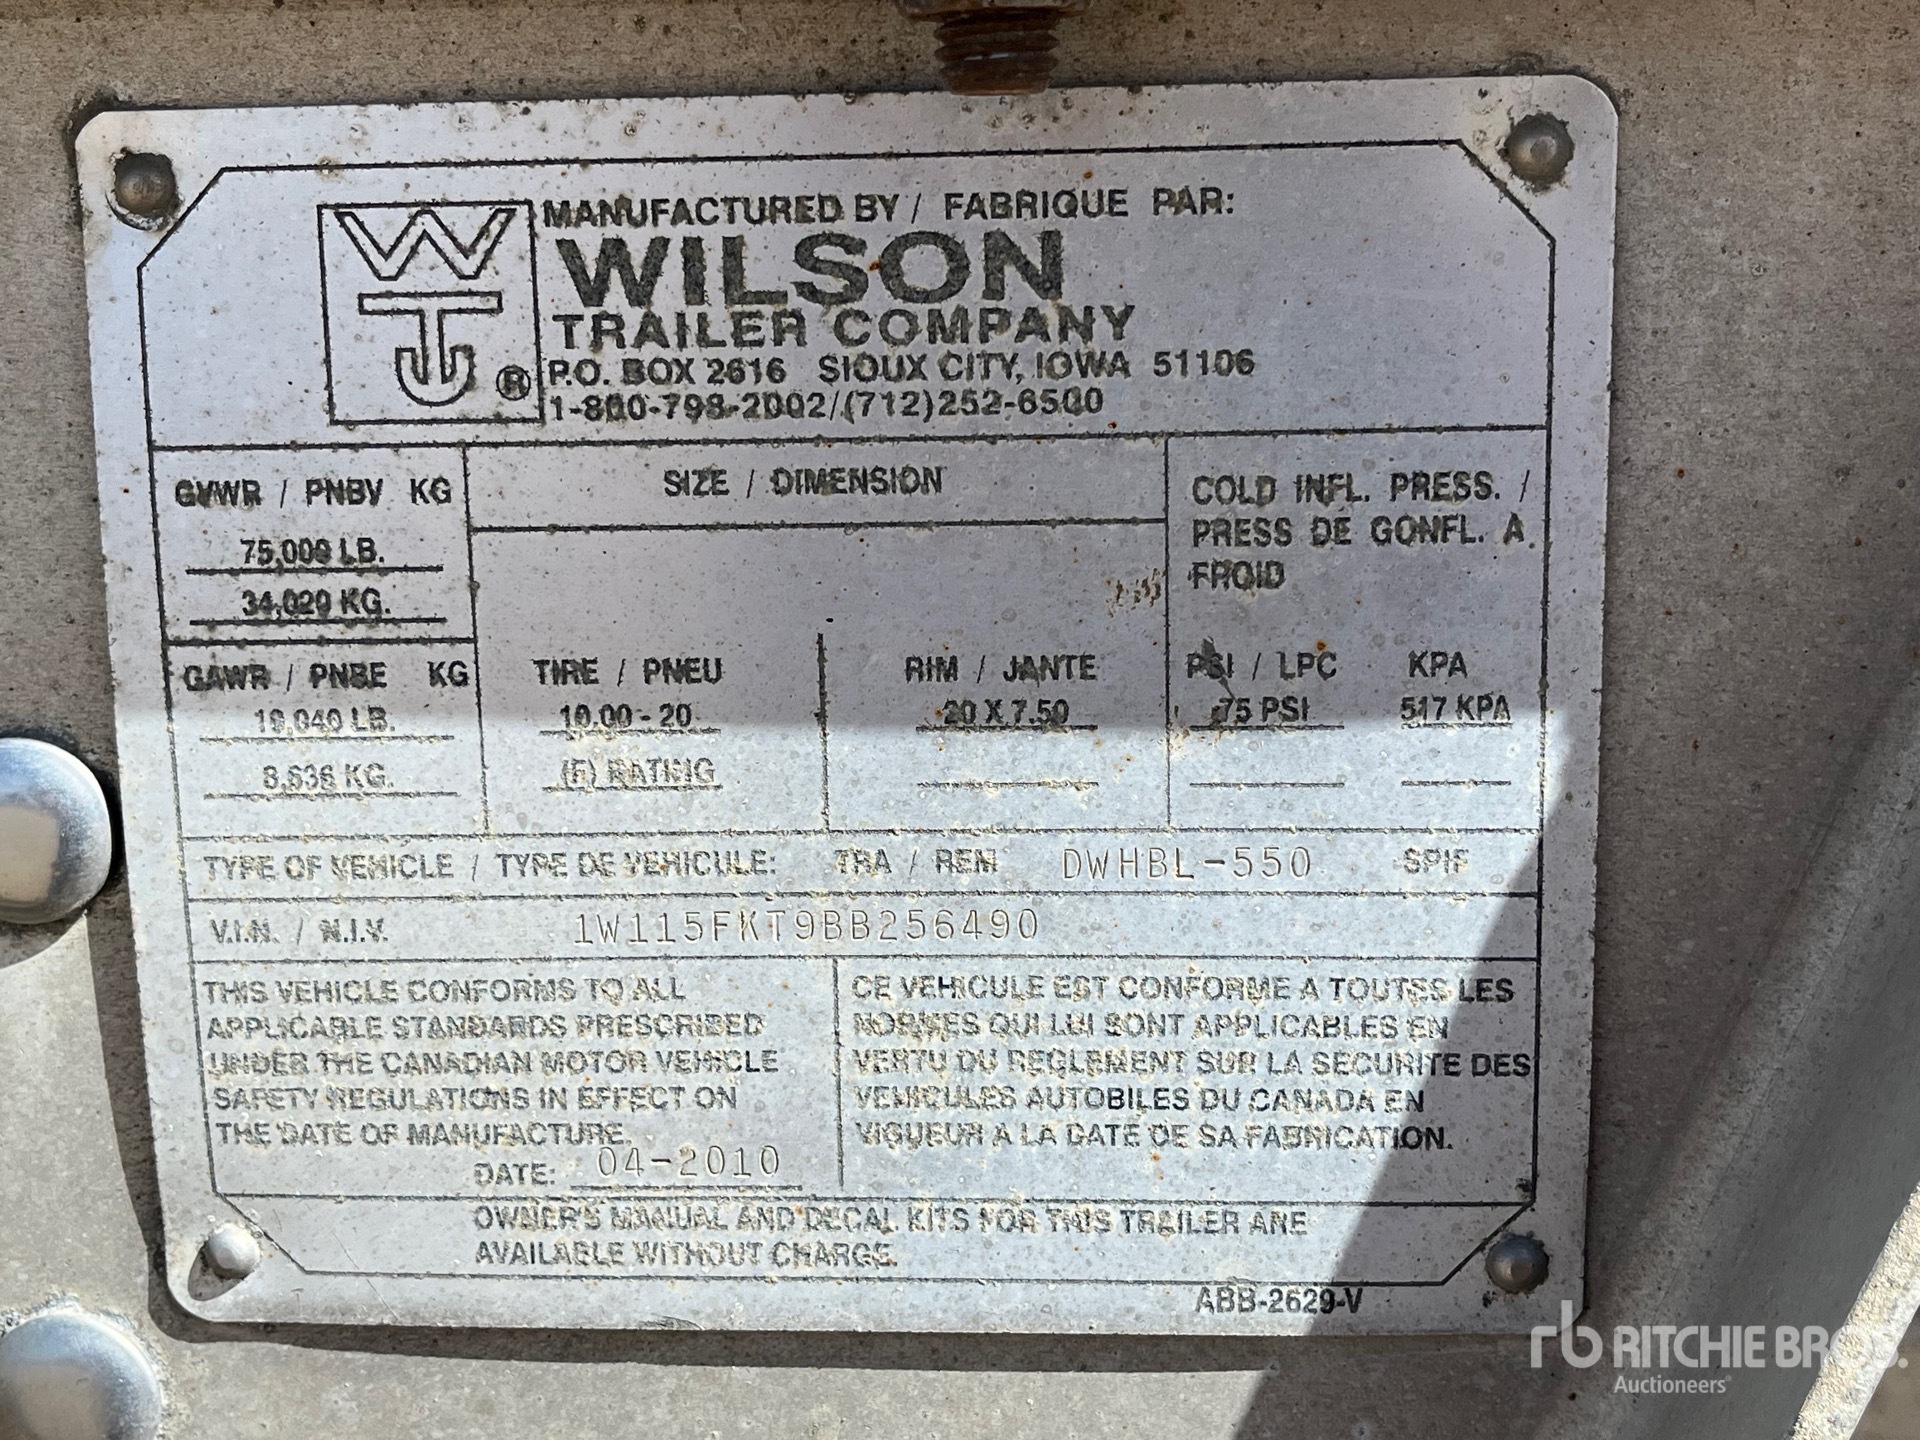 MANUFACTURED BY / FABRIQUE PAR:
WILSON
TRAILER COMPANY
WTJ ®
P.O. BOX 2616 SIOUX CITY, IOWA 51106
1-800-798-2002/(712)252-6500
GVWR / PNBV KG
75,000 LB.
34,020 KG.
SIZE / DIMENSION
COLD INFL. PRESS. /
PRESS DE GONFL. A
FROID
GAWR / PNBE KG
19,040 LB.
8,636 KG.
TIRE / PNEU
10.00 - 20
(F) RATING
RIM / JANTE
20 X 7.50
PSI / LPC KPA
75 PSI 517 KPA
TYPE OF VEHICLE / TYPE DE VEHICULE: TRA / REM DWHBL-550 SPIF
V.I.N. / N.I.V. 1W115FKT9BB256490
THIS VEHICLE CONFORMS TO ALL
APPLICABLE STANDARDS PRESCRIBED
UNDER THE CANADIAN MOTOR VEHICLE
SAFETY REGULATIONS IN EFFECT ON
THE DATE OF MANUFACTURE.
DATE: 04-2010
CE VEHICULE EST CONFORME A TOUTES LES
NORMES QUI LUI SONT APPLICABLES EN
VERTU DU REGLEMENT SUR LA SECURITE DES
VEHICULES AUTOBILES DU CANADA EN
VIGUEUR A LA DATE DE SA FABRICATION.
OWNER'S MANUAL AND DECAL KITS FOR THIS TRAILER ARE
AVAILABLE WITHOUT CHARGE.
ABB-2629-V
rb RITCHIE BROS.
Auctioneers